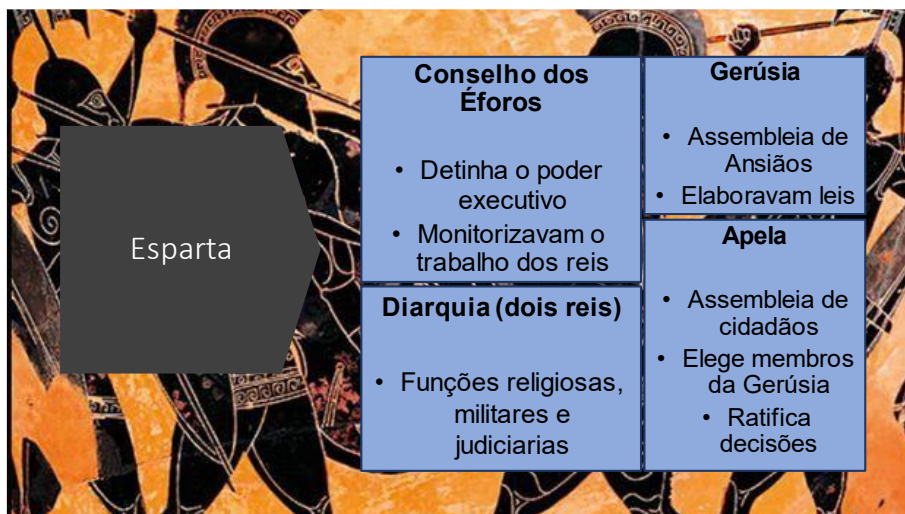 Esparta
Conselho dos
Éforos
• Detinha o poder
executivo
• Monitorizavam o
trabalho dos reis
Diarquia (dois reis)
• Funções religiosas,
militares e
judiciarias
Gerúsia
• Assembleia de
Ansiãos
• Elaboravam leis
Apela
• Assembleia de
cidadãos
• Elege membros
da Gerúsia
• Ratifica
decisões